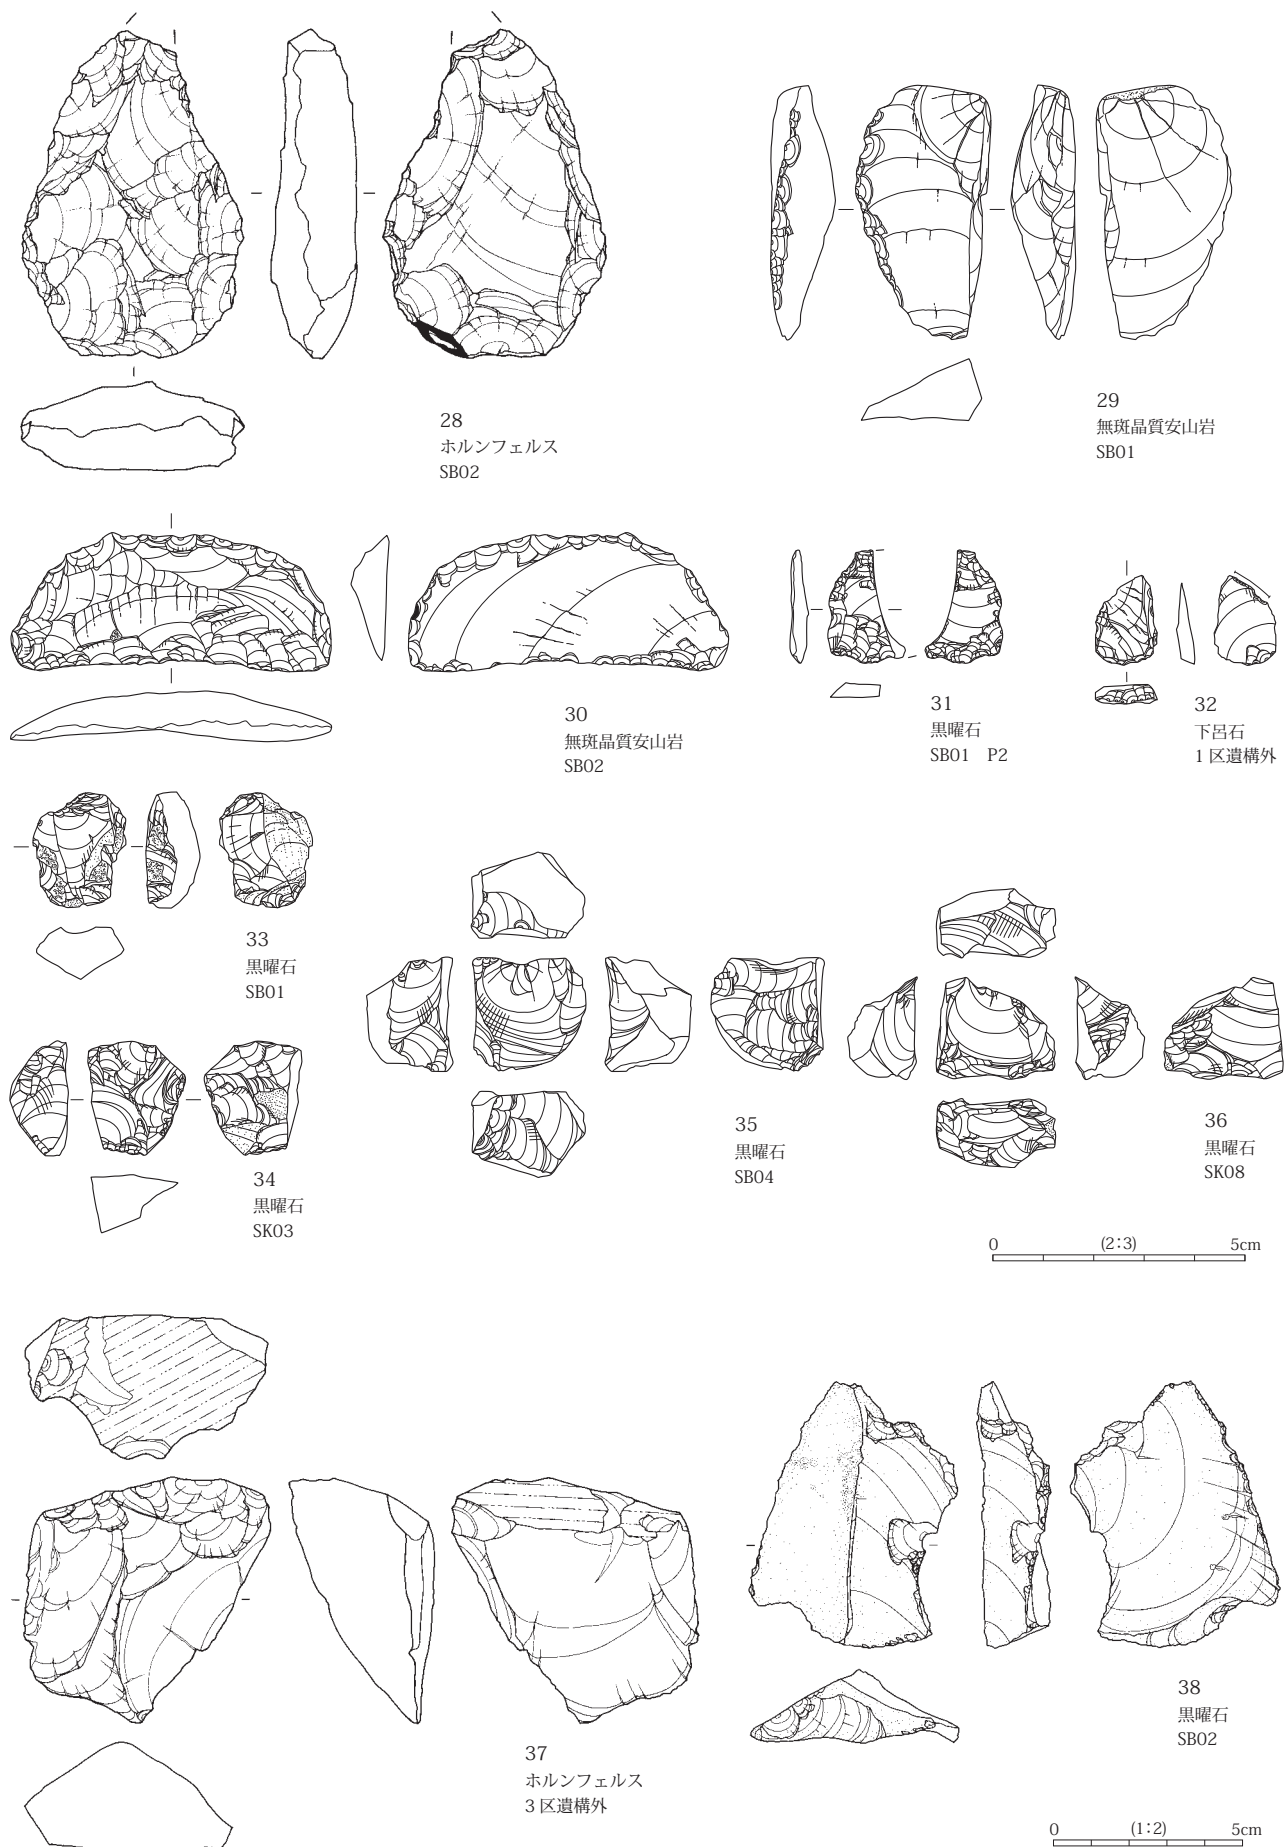 28
ホルンフェルス
SB02
29
無斑晶質安山岩
SB01
30
無斑晶質安山岩
SB02
31
黒曜石
SB01　P2
32
下呂石
1 区遺構外
33
黒曜石
SB01
34
黒曜石
SK03
35
黒曜石
SB04
36
黒曜石
SK08
0 (2:3) 5cm
37
ホルンフェルス
3 区遺構外
38
黒曜石
SB02
0 (1:2) 5cm